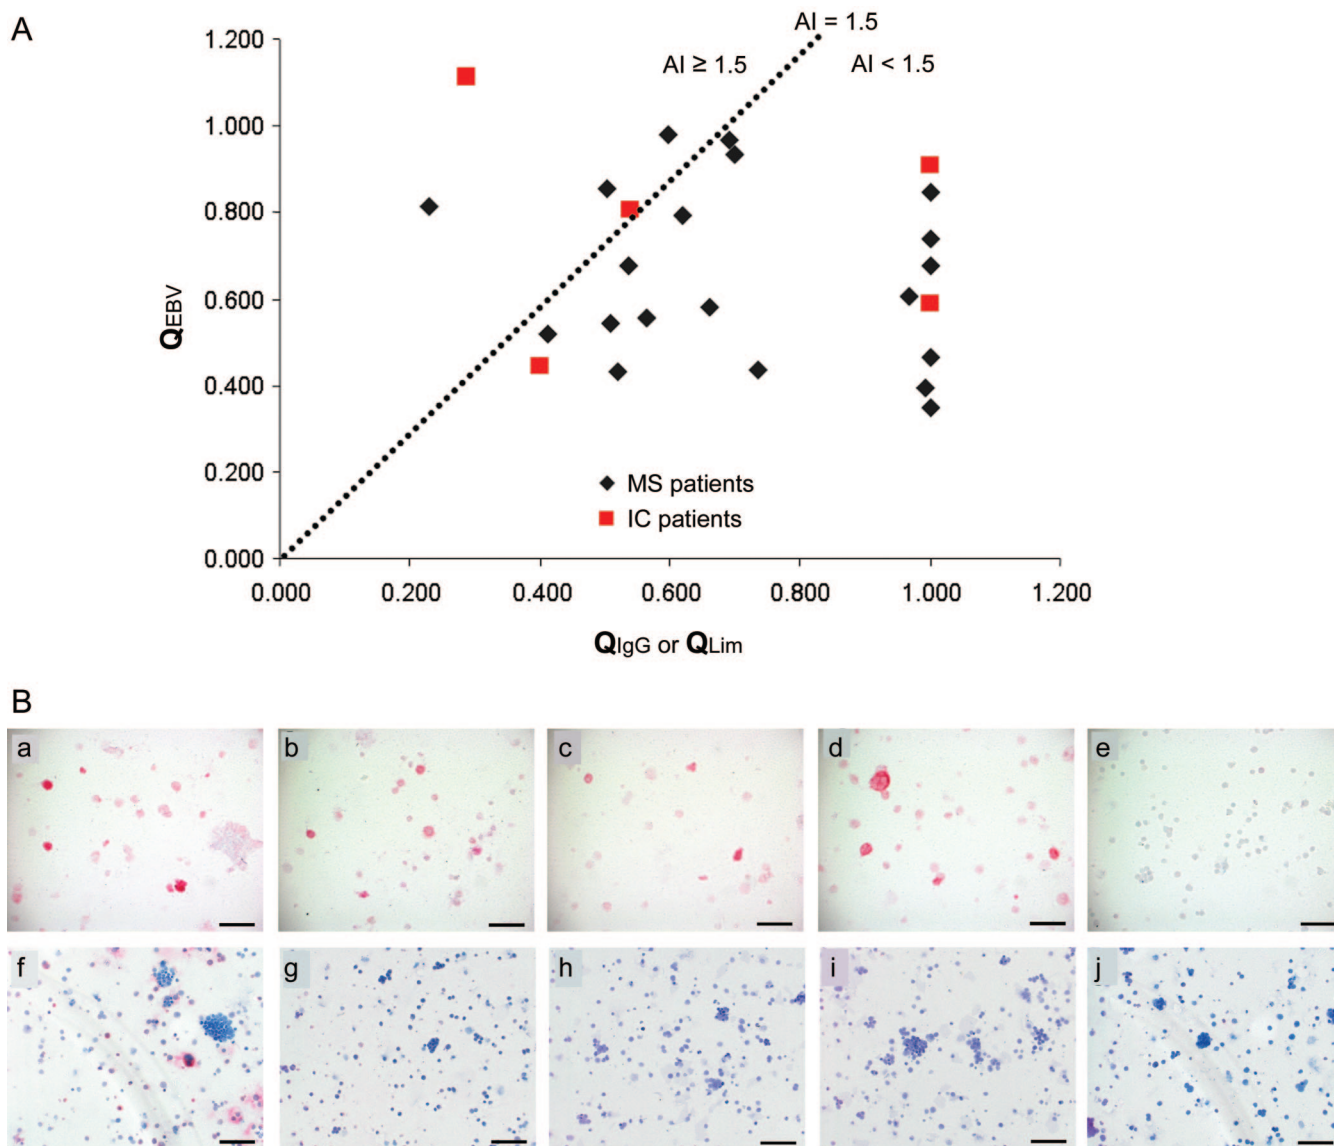 A
AI = 1.5
AI ≥ 1.5
AI < 1.5
1.200
1.000
0.800
0.600
0.400
0.200
0.000
QEBV
MS patients
IC patients
0.000 0.200 0.400 0.600 0.800 1.000 1.200
QIgG or QLim
B
a b c d e
f g h i j